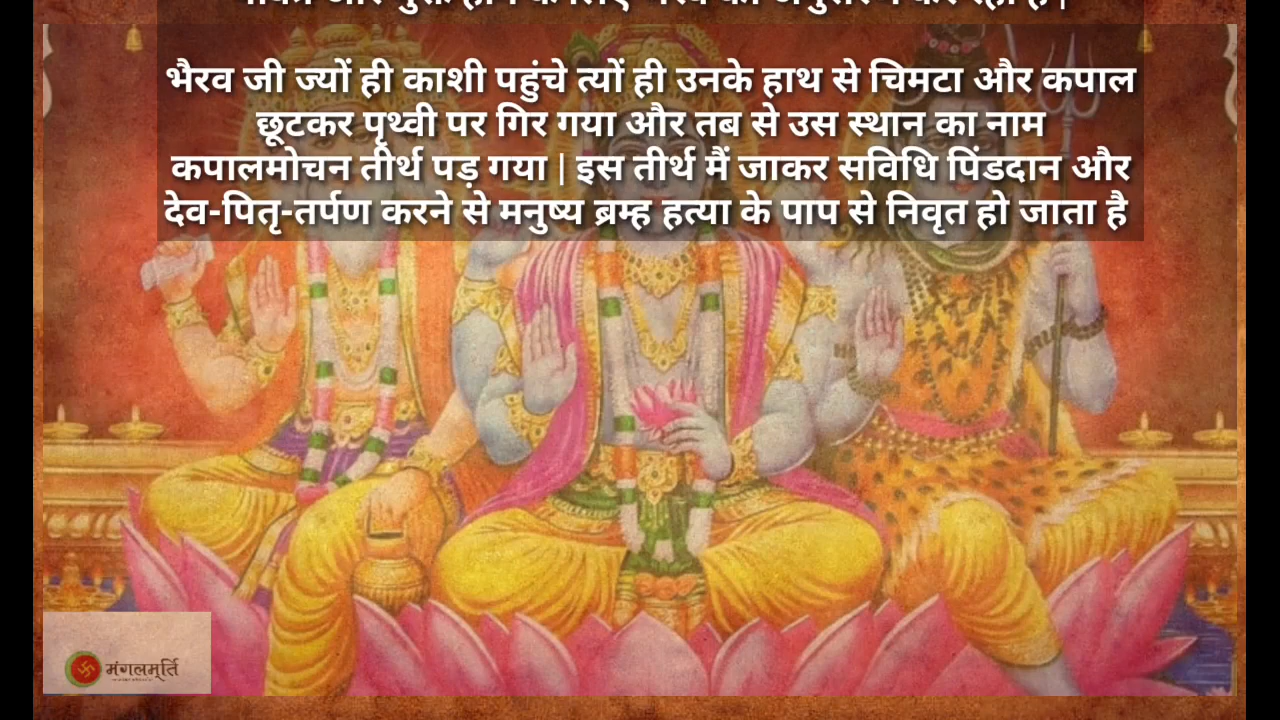 भैरव जी ज्यों ही काशी पहुंचे त्यों ही उनके हाथ से चिमटा और कपाल
छूटकर पृथ्वी पर गिर गया और तब से उस स्थान का नाम
कपालमोचन तीर्थ पड़ गया | इस तीर्थ मैं जाकर सविधि पिंडदान और
देव-पितृ-तर्पण करने से मनुष्य ब्रम्ह हत्या के पाप से निवृत हो जाता है
मंगलमूर्ति